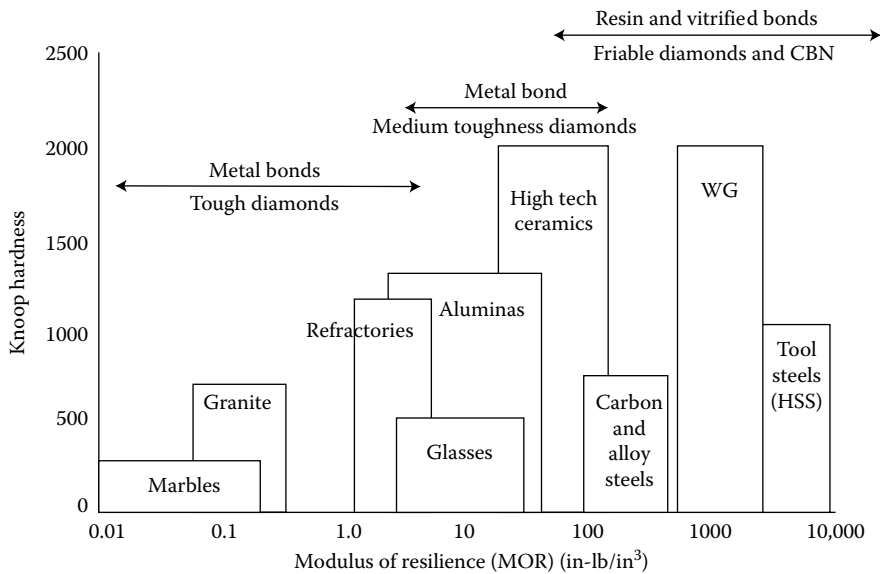 Resin and vitrified bonds
Friable diamonds and CBN
2500
Metal bond
Medium toughness diamonds
2000
Metal bonds
Tough diamonds
High tech
ceramics
WG
1500
Knoop hardness
Aluminas
Refractories
1000
Tool
steels
(HSS)
Granite
Carbon
and
alloy
steels
500
Glasses
Marbles
0
0.01 0.1 1.0 10 100 1000 10,000
Modulus of resilience (MOR) (in-lb/in³)